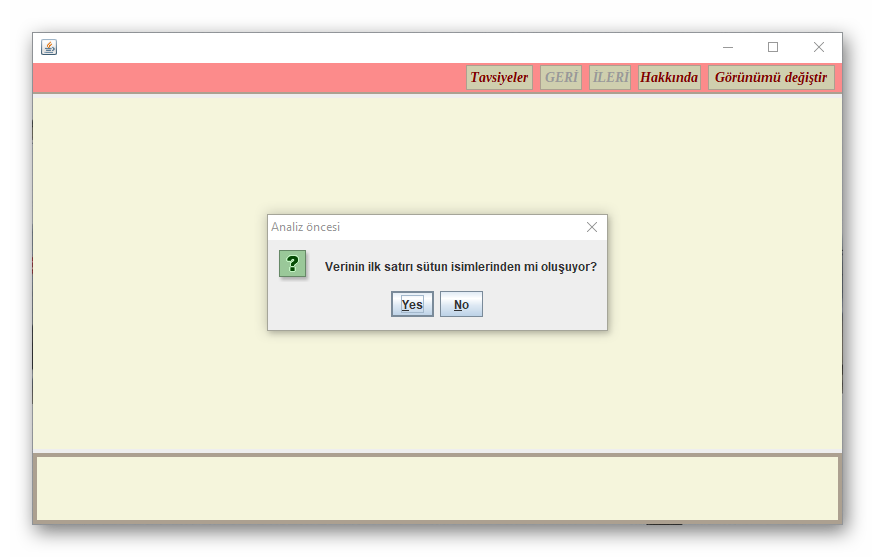 Tavsiyeler GERİ İLERİ Hakkında Görünümü değiştir
Analiz öncesi
Verinin ilk satırı sütun isimlerinden mi oluşuyor?
Yes No